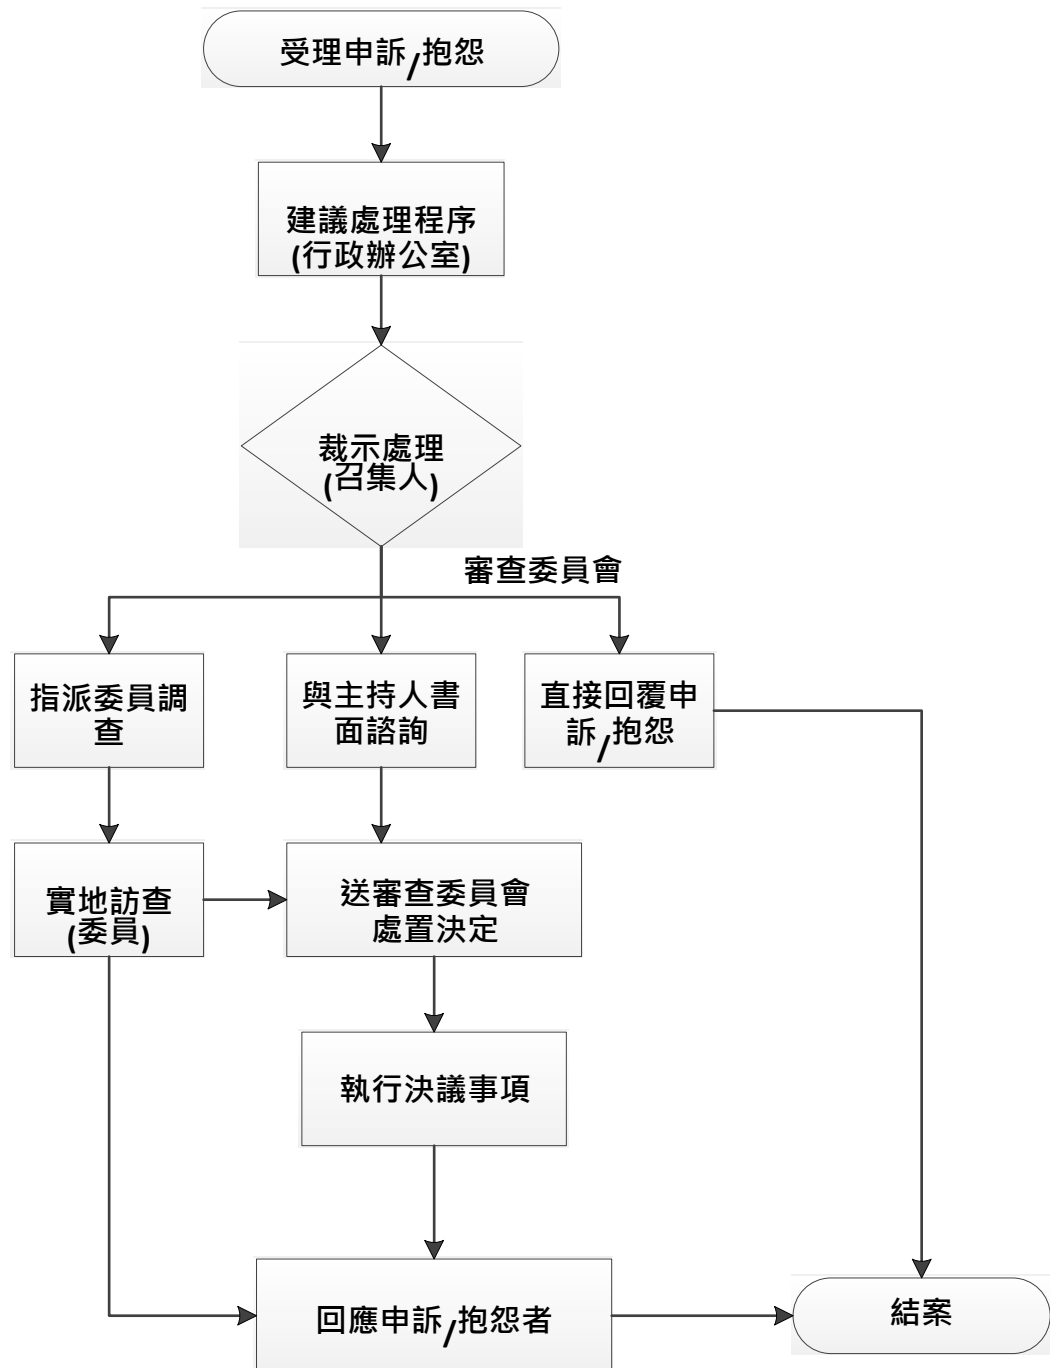 受理申訴/抱怨
建議處理程序
(行政辦公室)
裁示處理
(召集人)
審查委員會
指派委員調
查
與主持人書
面諮詢
直接回覆申
訴/抱怨
實地訪查
(委員)
送審查委員會
處置決定
執行決議事項
回應申訴/抱怨者
結案